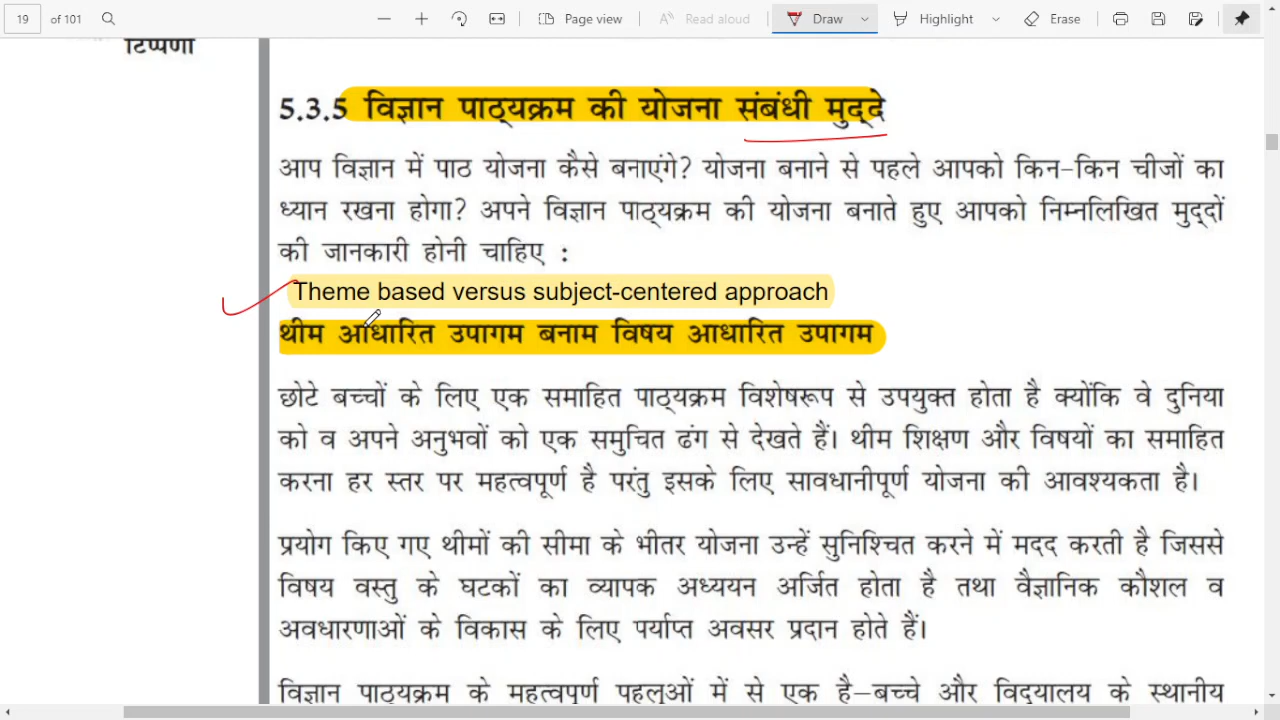 19 of 101 Page view Read aloud Draw Highlight Erase
टिप्पणी
5.3.5 विज्ञान पाठ्यक्रम की योजना संबंधी मुद्दे
आप विज्ञान में पाठ योजना कैसे बनाएंगे? योजना बनाने से पहले आपको किन-किन चीजों का
ध्यान रखना होगा? अपने विज्ञान पाठ्यक्रम की योजना बनाते हुए आपको निम्नलिखित मुद्दों
की जानकारी होनी चाहिए :
Theme based versus subject-centered approach
थीम आधारित उपागम बनाम विषय आधारित उपागम
छोटे बच्चों के लिए एक समाहित पाठ्यक्रम विशेषरूप से उपयुक्त होता है क्योंकि वे दुनिया
को व अपने अनुभवों को एक समुचित ढंग से देखते हैं। थीम शिक्षण और विषयों का समाहित
करना हर स्तर पर महत्वपूर्ण है परंतु इसके लिए सावधानीपूर्ण योजना की आवश्यकता है।
प्रयोग किए गए थीमों की सीमा के भीतर योजना उन्हें सुनिश्चित करने में मदद करती है जिससे
विषय वस्तु के घटकों का व्यापक अध्ययन अर्जित होता है तथा वैज्ञानिक कौशल व
अवधारणाओं के विकास के लिए पर्याप्त अवसर प्रदान होते हैं।
विज्ञान पाठ्यक्रम के महत्वपूर्ण पहलुओं में से एक है–बच्चे और विद्यालय के स्थानीय